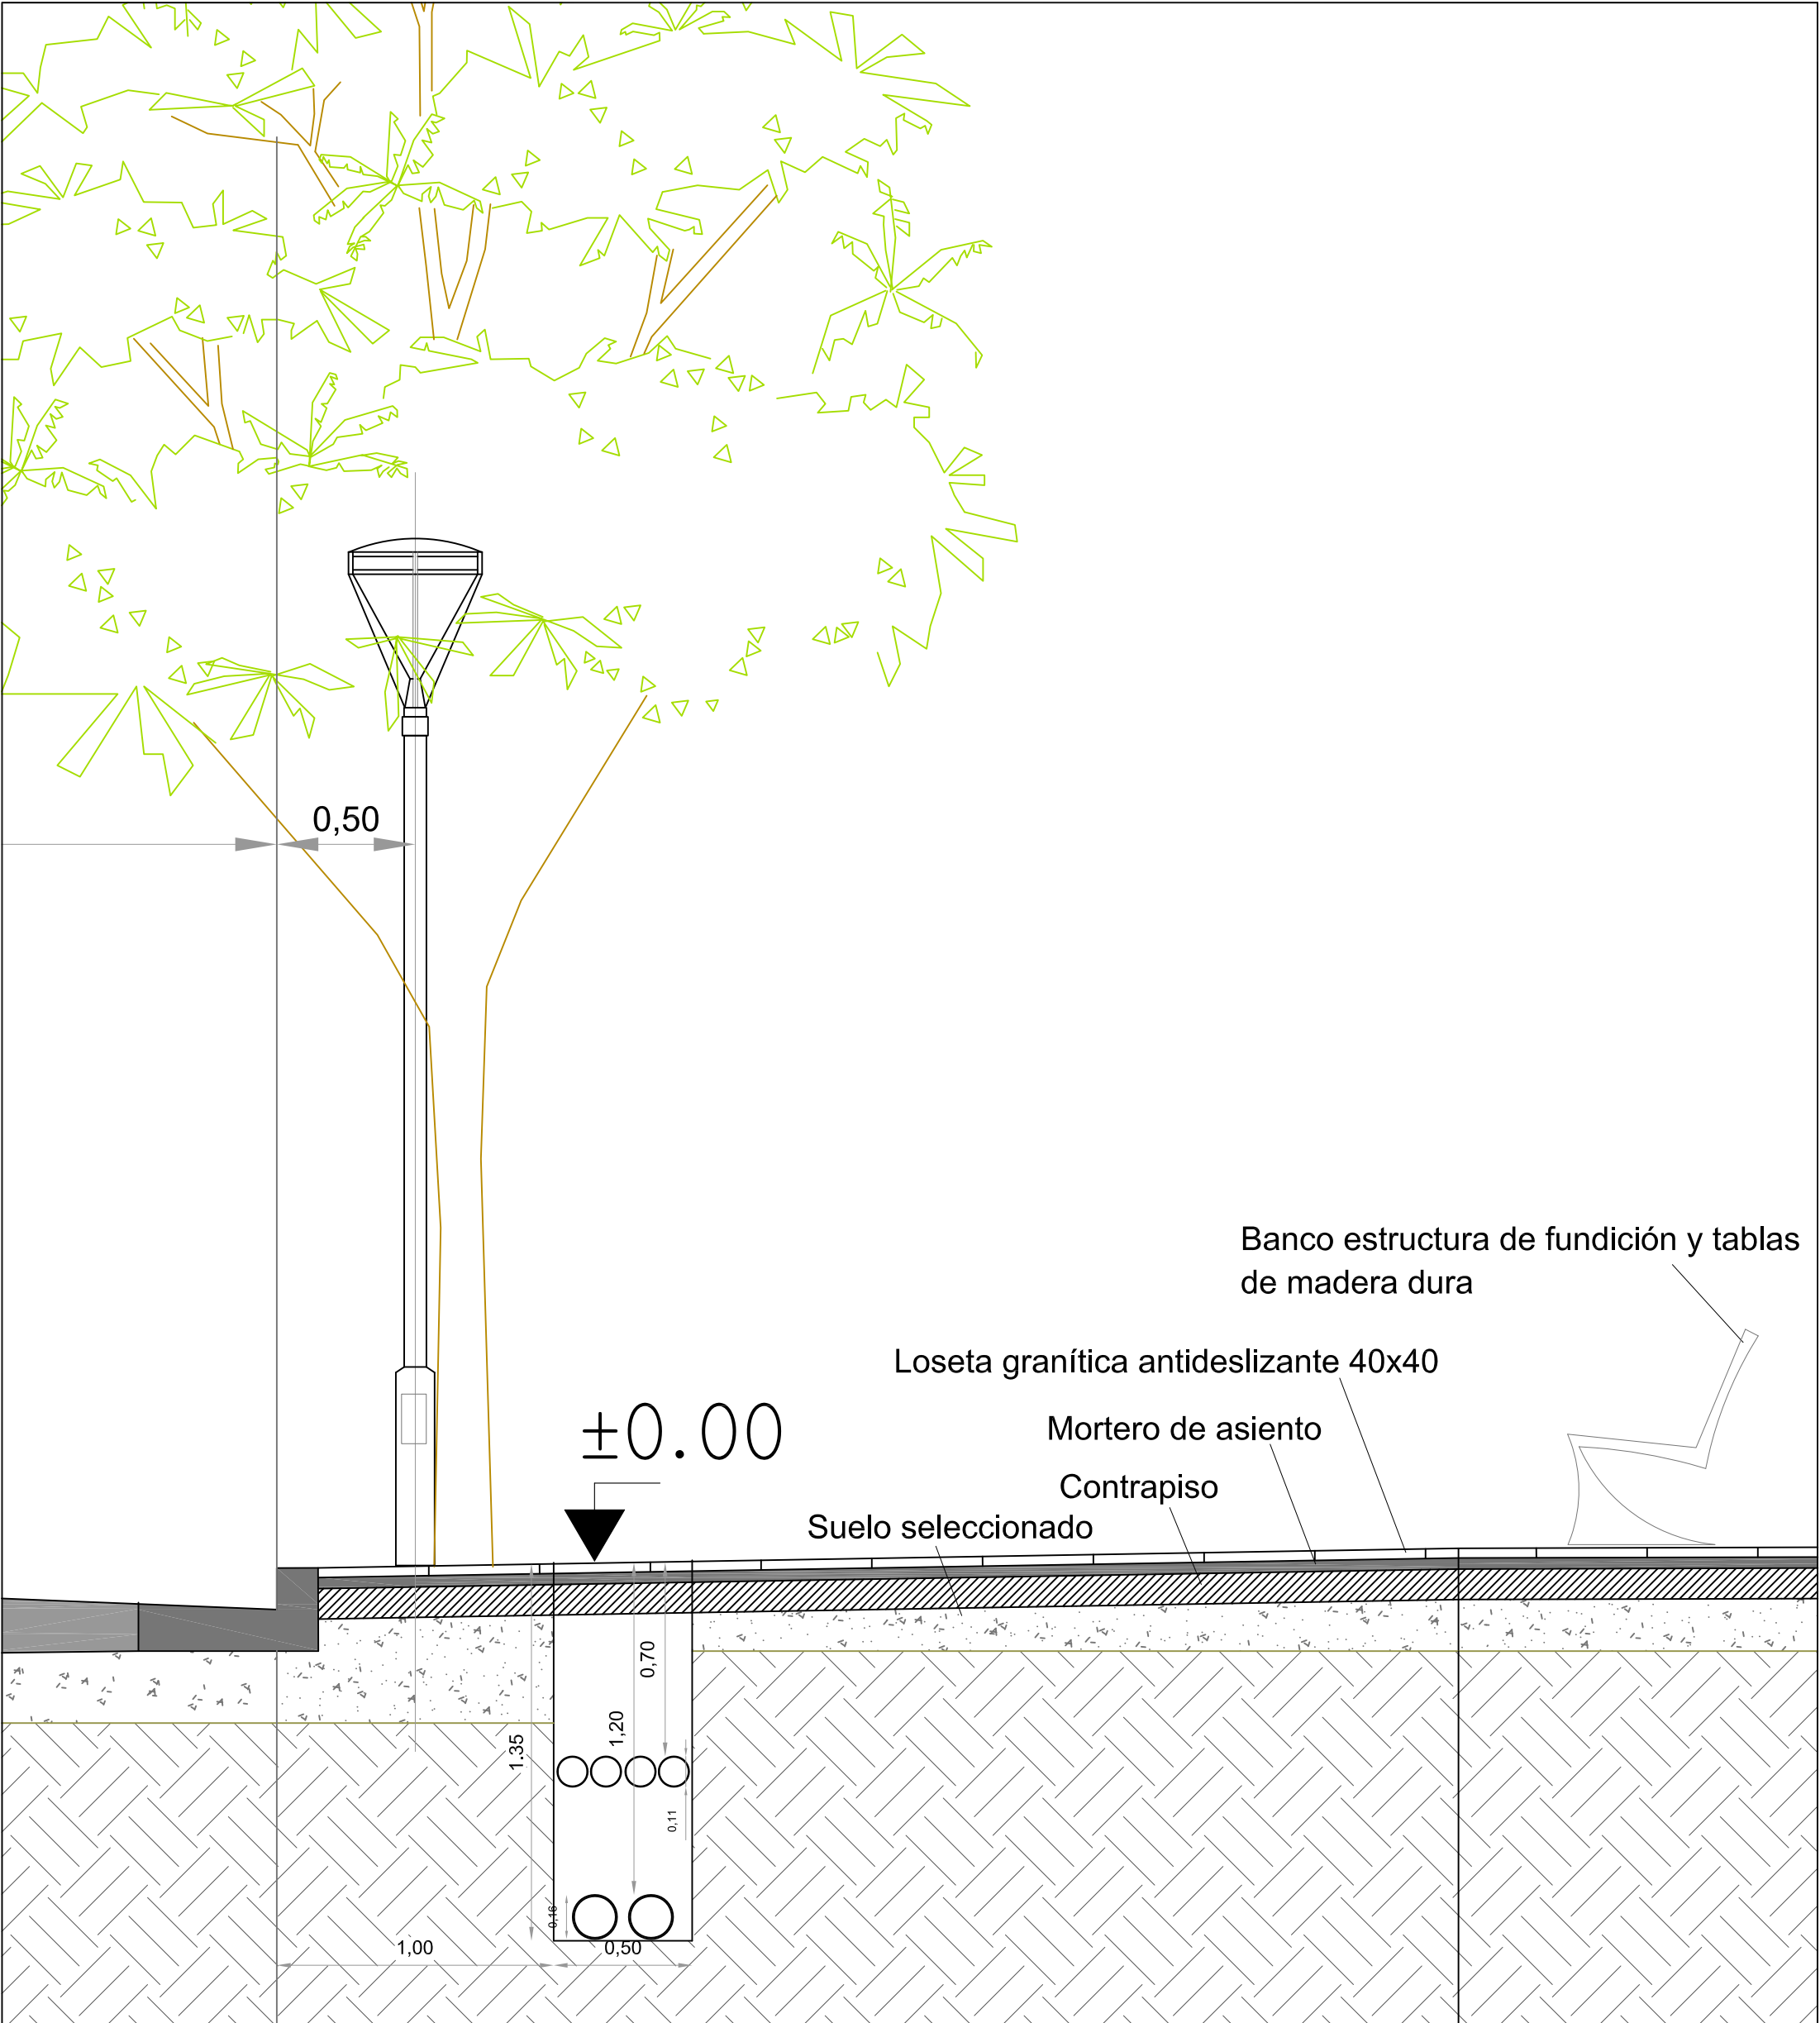 0,50
Banco estructura de fundición y tablas
de madera dura
Loseta granítica antideslizante 40x40
±0.00
Mortero de asiento
Contrapiso
Suelo seleccionado
0,70
1,20
1.35
0,11
0,16
1,00
0,50